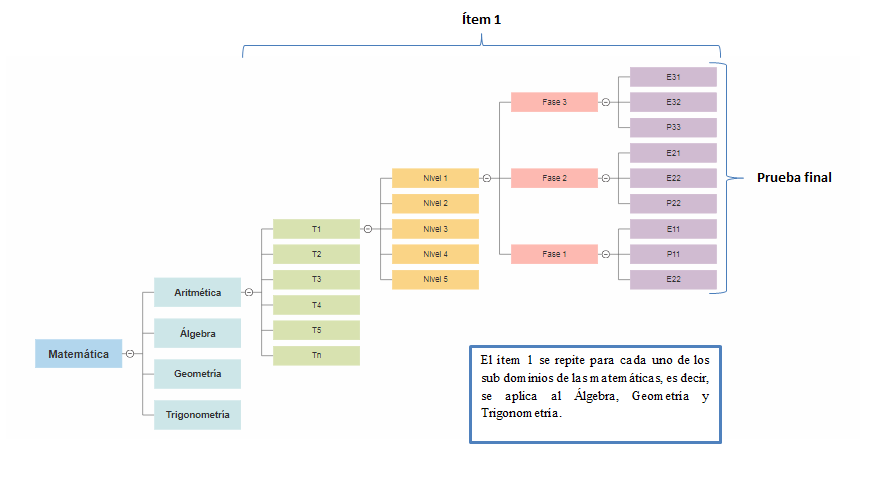 Ítem 1
E31
Fase 3
E32
P33
E21
Nivel 1
Fase 2
E22
Prueba final
Nivel 2
P22
T1
Nivel 3
E11
T2
Nivel 4
Fase 1
P11
T3
Nivel 5
E22
Aritmética
T4
Álgebra
T5
Matemática
Tn
Geometría
Trigonometría
El ítem 1 se repite para cada uno de los
sub dominios de las matemáticas, es decir,
se aplica al Álgebra, Geometría y
Trigonometría.